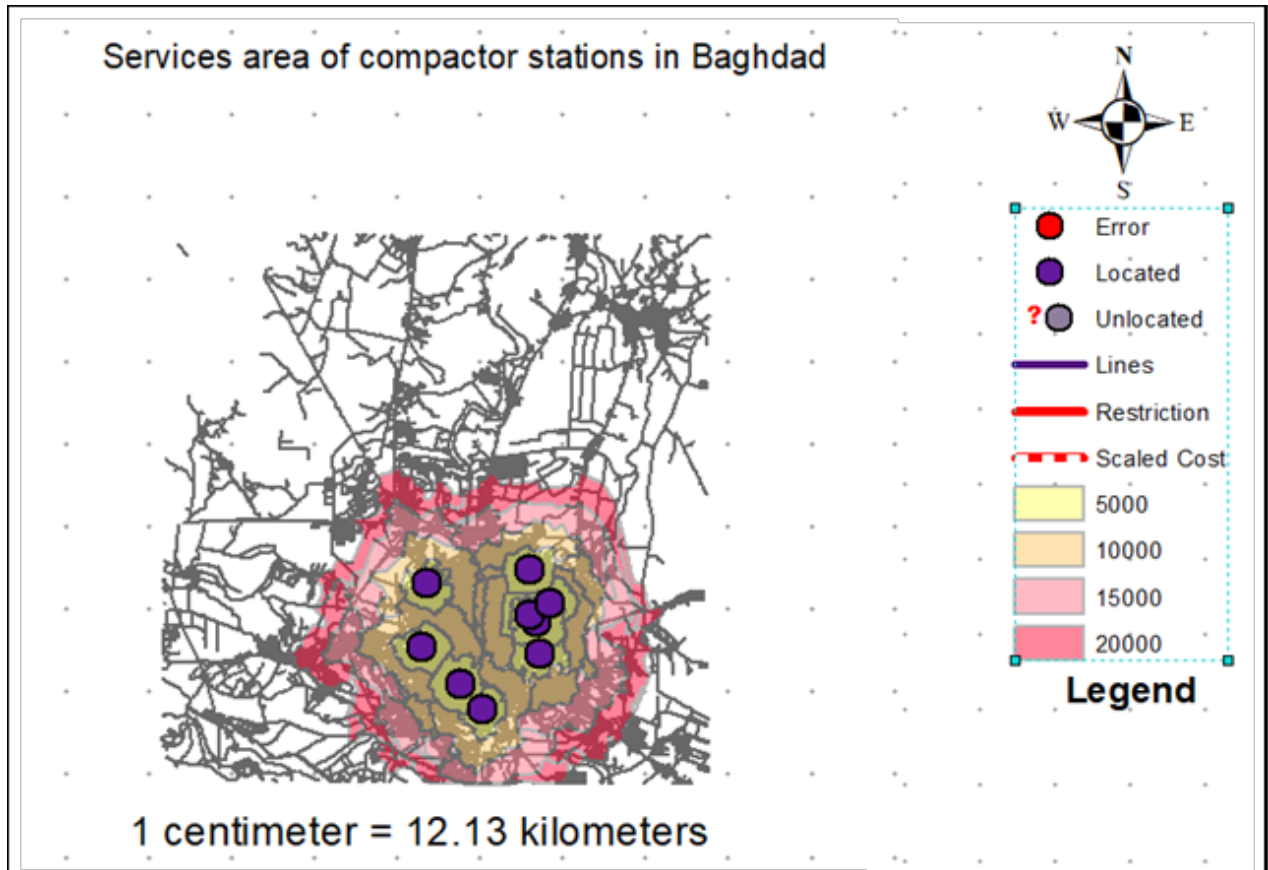 Services area of compactor stations in Baghdad
N
W
E
S
Error
Located
? Unlocated
Lines
Restriction
Scaled Cost
5000
10000
15000
20000
Legend
1 centimeter = 12.13 kilometers